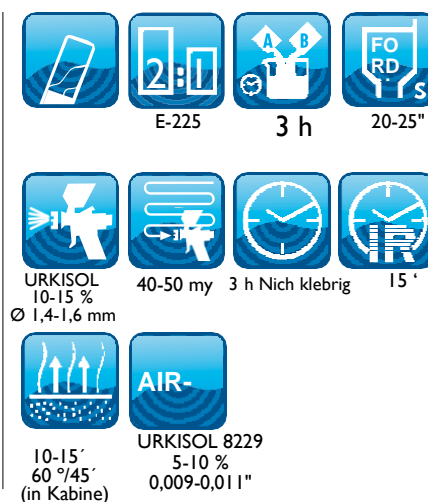 2:1
A B
FO
RD
S
E-225
3 h
20-25"
IR
URKISOL
10-15 %
Ø 1,4-1,6 mm
40-50 my
3 h Nich klebrig
15 ‘
AIR-
10-15´
60 º/45´
(in Kabine)
URKISOL 8229
5-10 %
0,009-0,011"